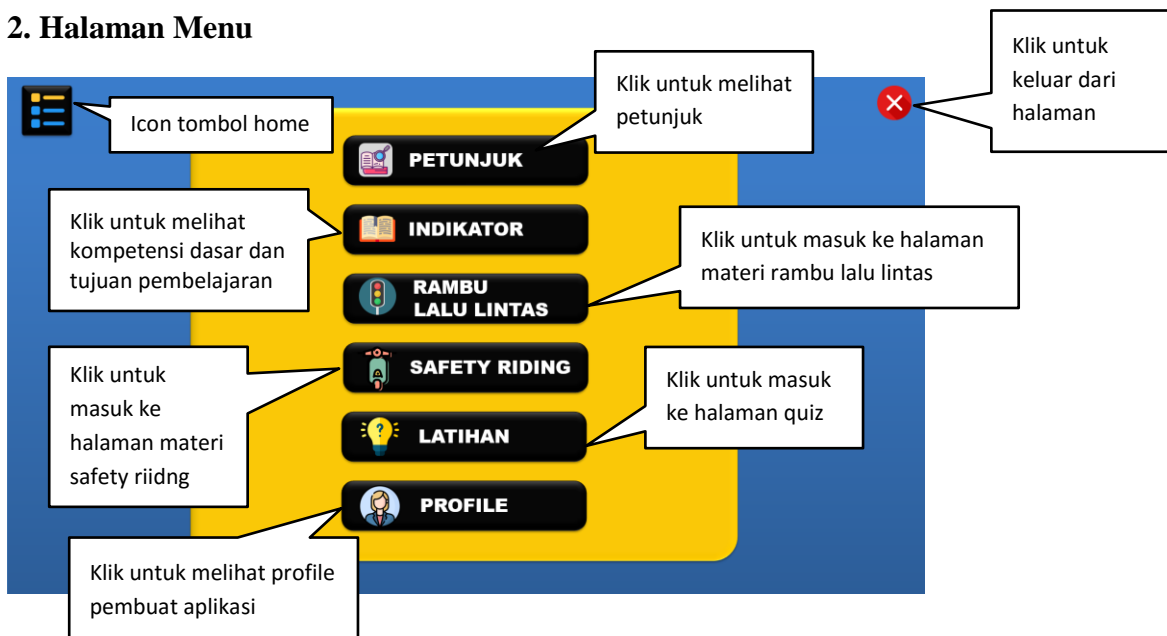 2. Halaman Menu
Klik untuk
keluar dari
halaman
Klik untuk melihat
petunjuk
Icon tombol home
PETUNJUK
Klik untuk melihat
kompetensi dasar dan
tujuan pembelajaran
INDIKATOR
Klik untuk masuk ke halaman
materi rambu lalu lintas
RAMBU
LALU LINTAS
Klik untuk
masuk ke
halaman materi
safety riidng
SAFETY RIDING
Klik untuk masuk
ke halaman quiz
LATIHAN
PROFILE
Klik untuk melihat profile
pembuat aplikasi